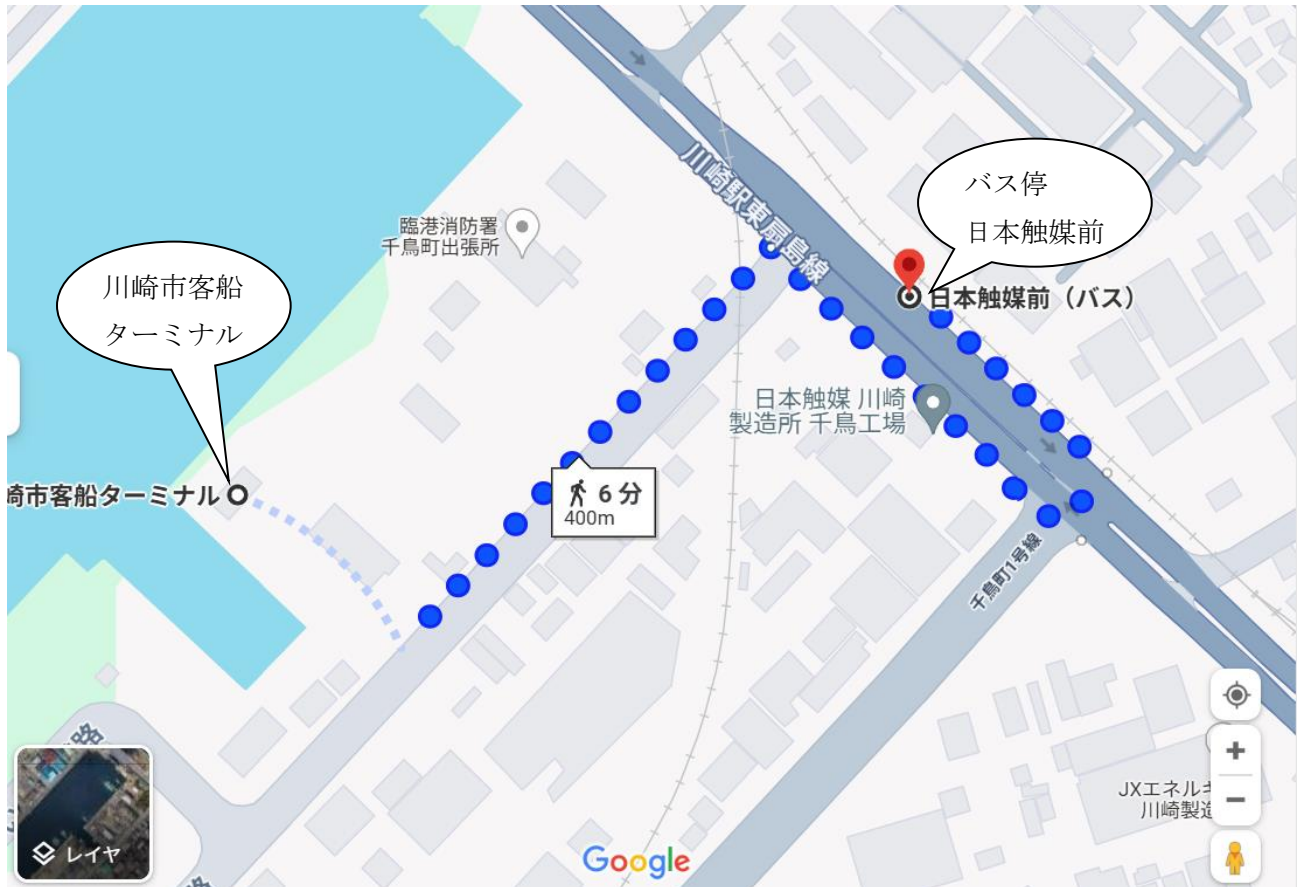 川崎駅東扇島線
バス停
日本触媒前
臨港消防署
千鳥町出張所
川崎市客船
ターミナル
日本触媒前（バス）
日本触媒 川崎
製造所 千鳥工場
崎市客船ターミナル
6 分
400m
千鳥町1号線
路
JXエネルギ
川崎製造
レイヤ
Google
路